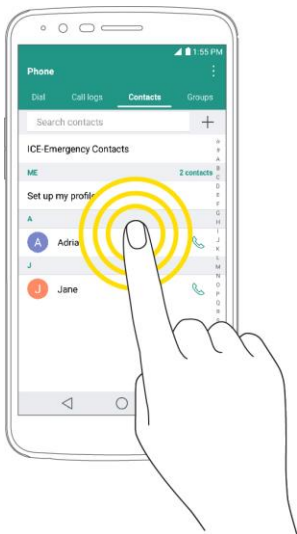 1:55 PM
Phone
Dial Call logs Contacts Groups
Search contacts
ICE-Emergency Contacts
ME 2 contacts
Set up my profile
A
A Adria
J
J Jane
#
A
B
C
D
E
F
G
H
I
J
K
L
M
N
O
P
Q
R